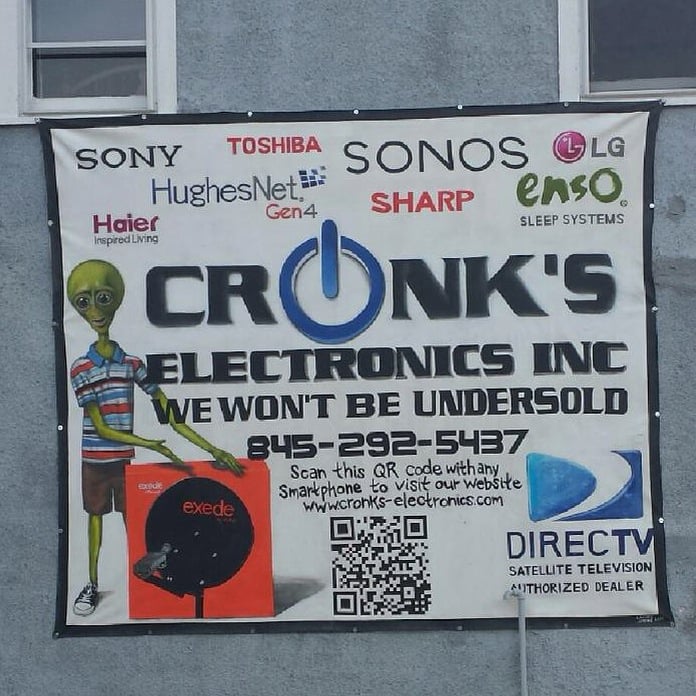 SONY
TOSHIBA
SONOS
LG
HughesNet.
Gen4
SHARP
enso
SLEEP SYSTEMS
Haier
Inspired Living
CRONK'S
ELECTRONICS INC
WE WON'T BE UNDERSOLD
845-292-5437
Scan this QR code with any
Smartphone to visit our website
www.cronks-electronics.com
exede
exede
DIRECTV
SATELLITE TELEVISION
AUTHORIZED DEALER